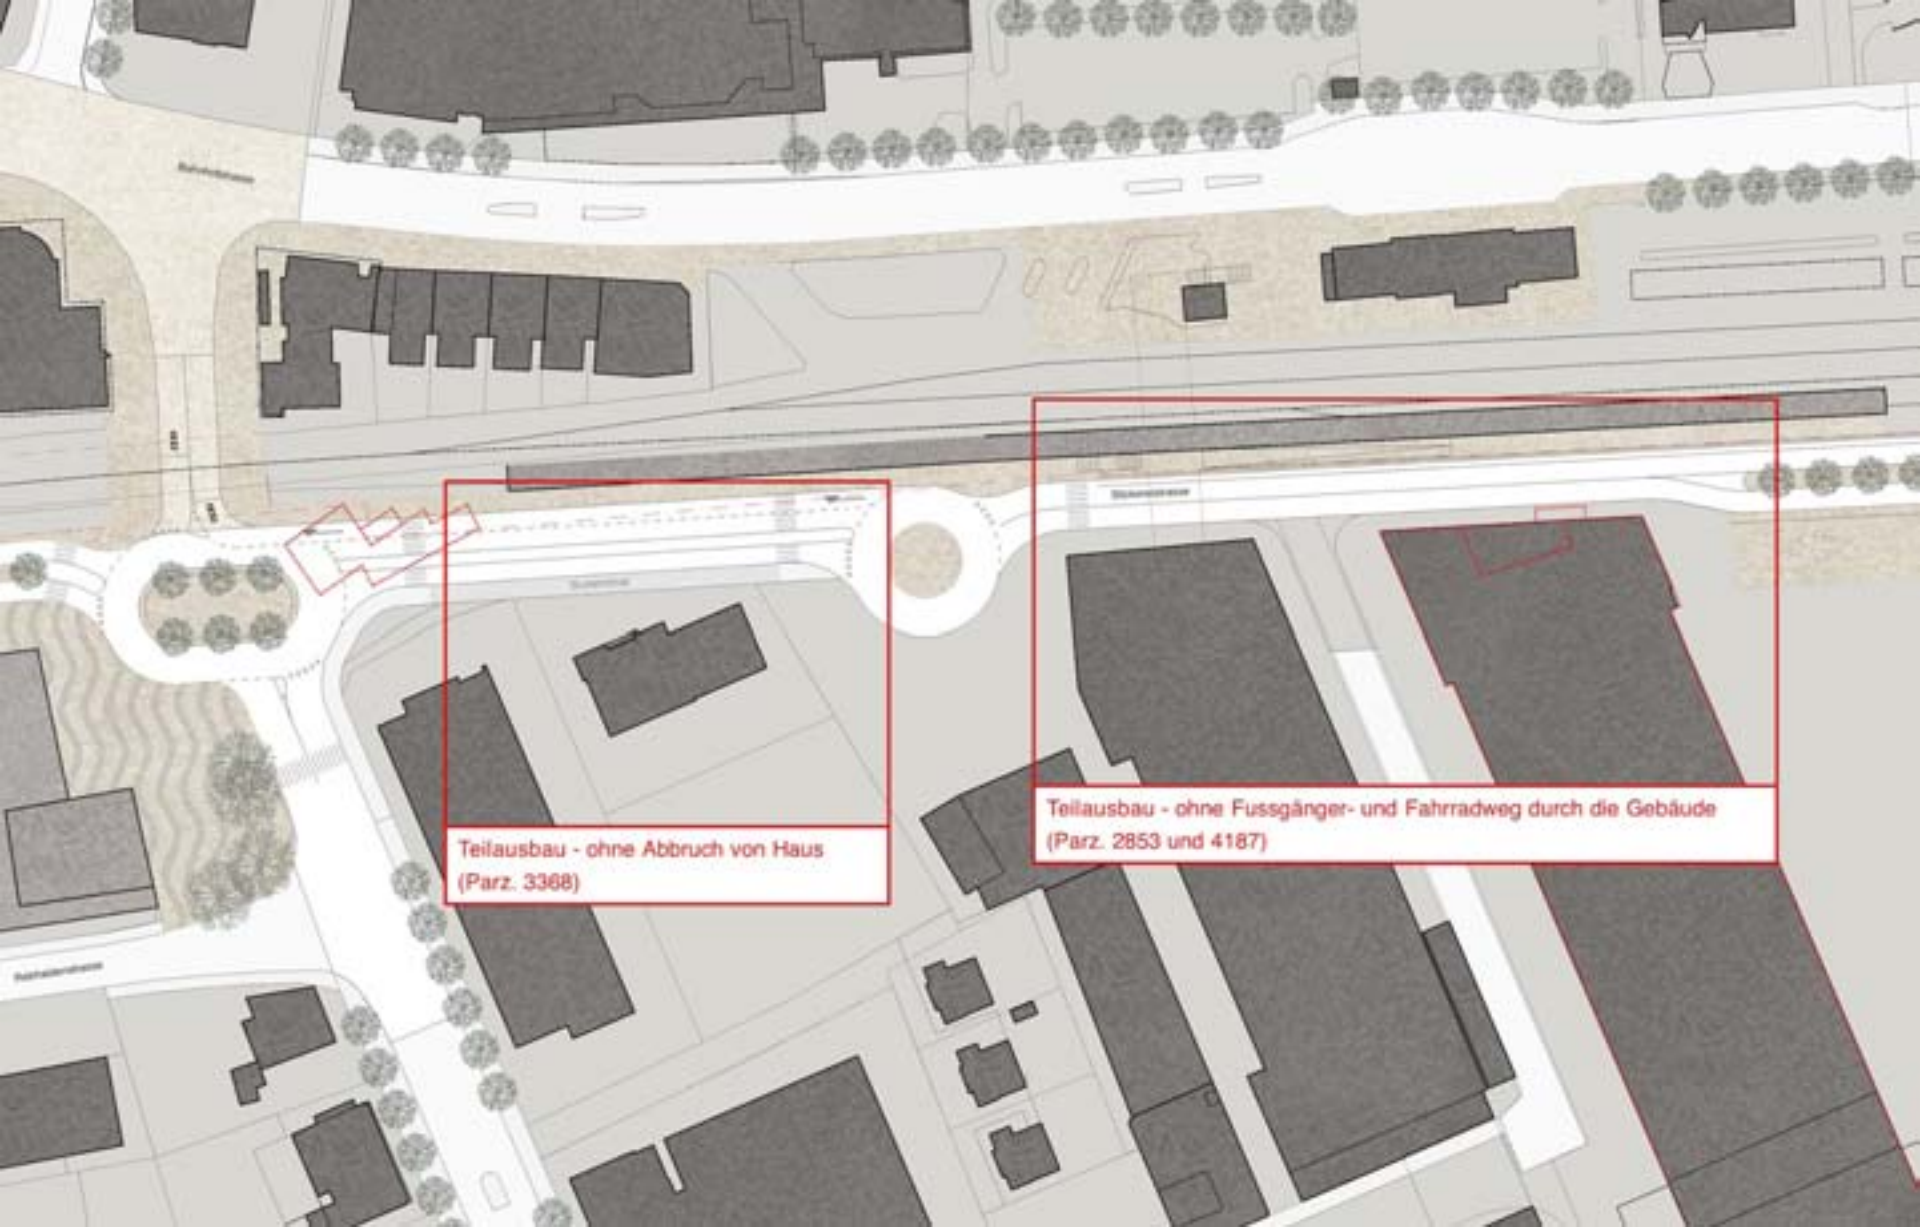 Bahnhofstrasse
Teilausbau - ohne Fussgänger- und Fahrradweg durch die Gebäude
(Parz. 2853 und 4187)
Teilausbau - ohne Abbruch von Haus
(Parz. 3368)